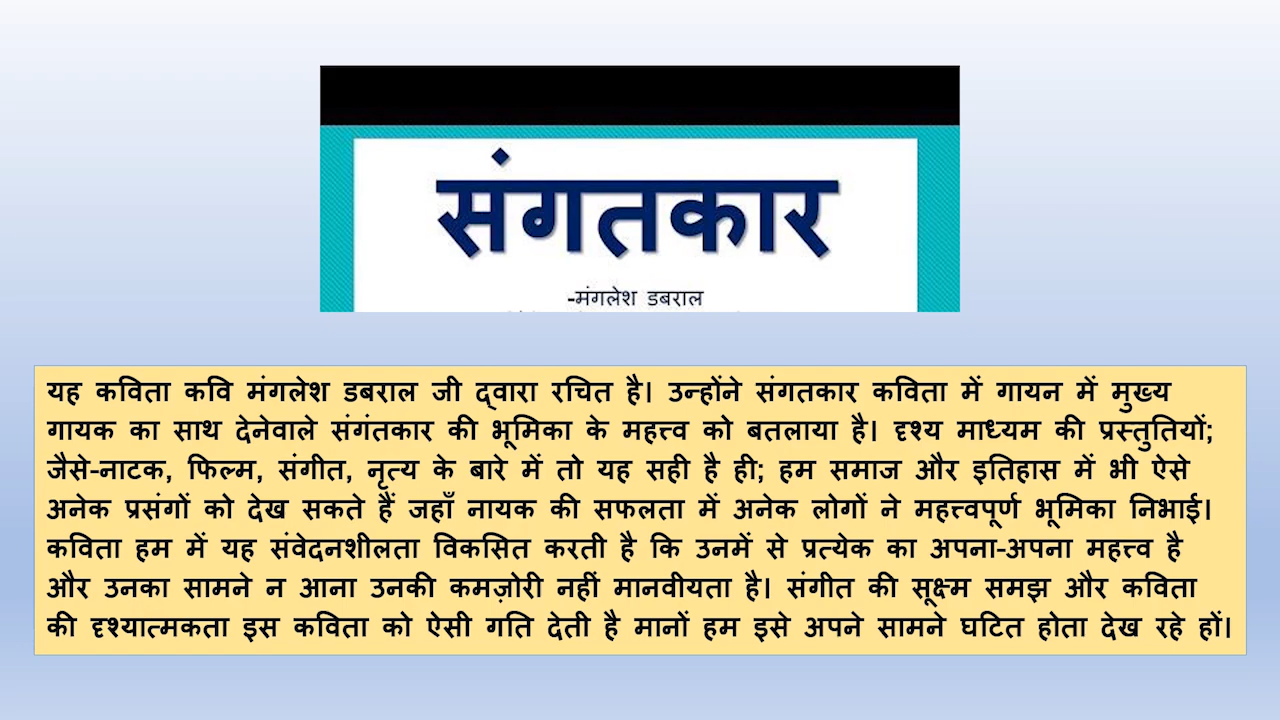 संगतकार
-मंगलेश डबराल
यह कविता कवि मंगलेश डबराल जी द्वारा रचित है। उन्होंने संगतकार कविता में गायन में मुख्य
गायक का साथ देनेवाले संगंतकार की भूमिका के महत्त्व को बतलाया है। दृश्य माध्यम की प्रस्तुतियों;
जैसे-नाटक, फिल्म, संगीत, नृत्य के बारे में तो यह सही है ही; हम समाज और इतिहास में भी ऐसे
अनेक प्रसंगों को देख सकते हैं जहाँ नायक की सफलता में अनेक लोगों ने महत्त्वपूर्ण भूमिका निभाई।
कविता हम में यह संवेदनशीलता विकसित करती है कि उनमें से प्रत्येक का अपना-अपना महत्त्व है
और उनका सामने न आना उनकी कमज़ोरी नहीं मानवीयता है। संगीत की सूक्ष्म समझ और कविता
की दृश्यात्मकता इस कविता को ऐसी गति देती है मानों हम इसे अपने सामने घटित होता देख रहे हों।